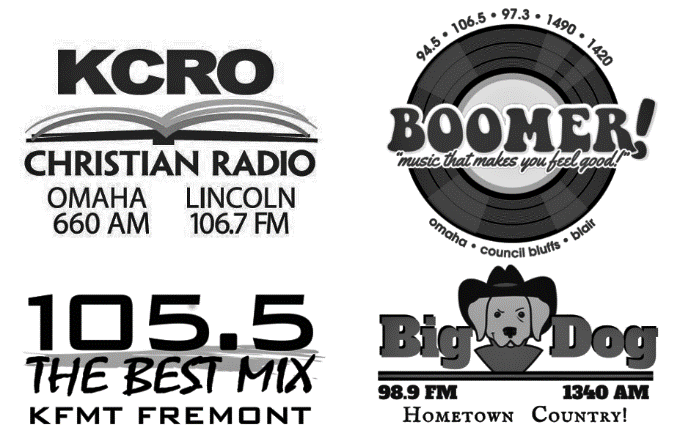 KCRO
CHRISTIAN RADIO
OMAHA LINCOLN
660 AM 106.7 FM
94.5 • 106.5 • 97.3 • 1490 • 1420
BOOMER!
"music that makes you feel good!"
omaha • council bluffs • blair
105.5
THE BEST MIX
KFMT FREMONT
Big Dog
98.9 FM 1340 AM
Hometown Country!